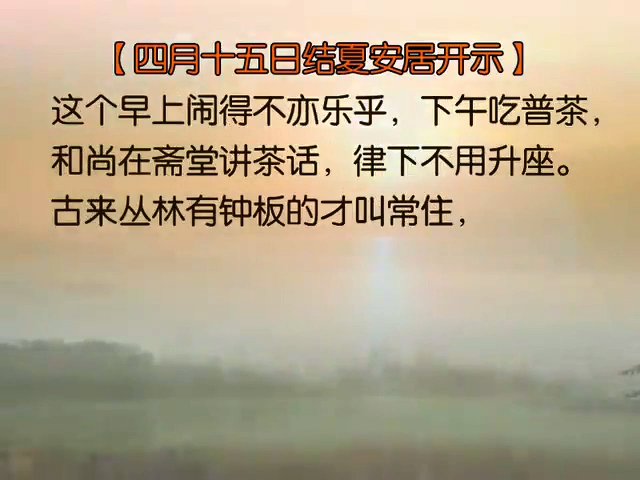 【四月十五日结夏安居开示】
这个早上闹得不亦乐乎，下午吃普茶，
和尚在斋堂讲茶话，律下不用升座。
古来丛林有钟板的才叫常住，